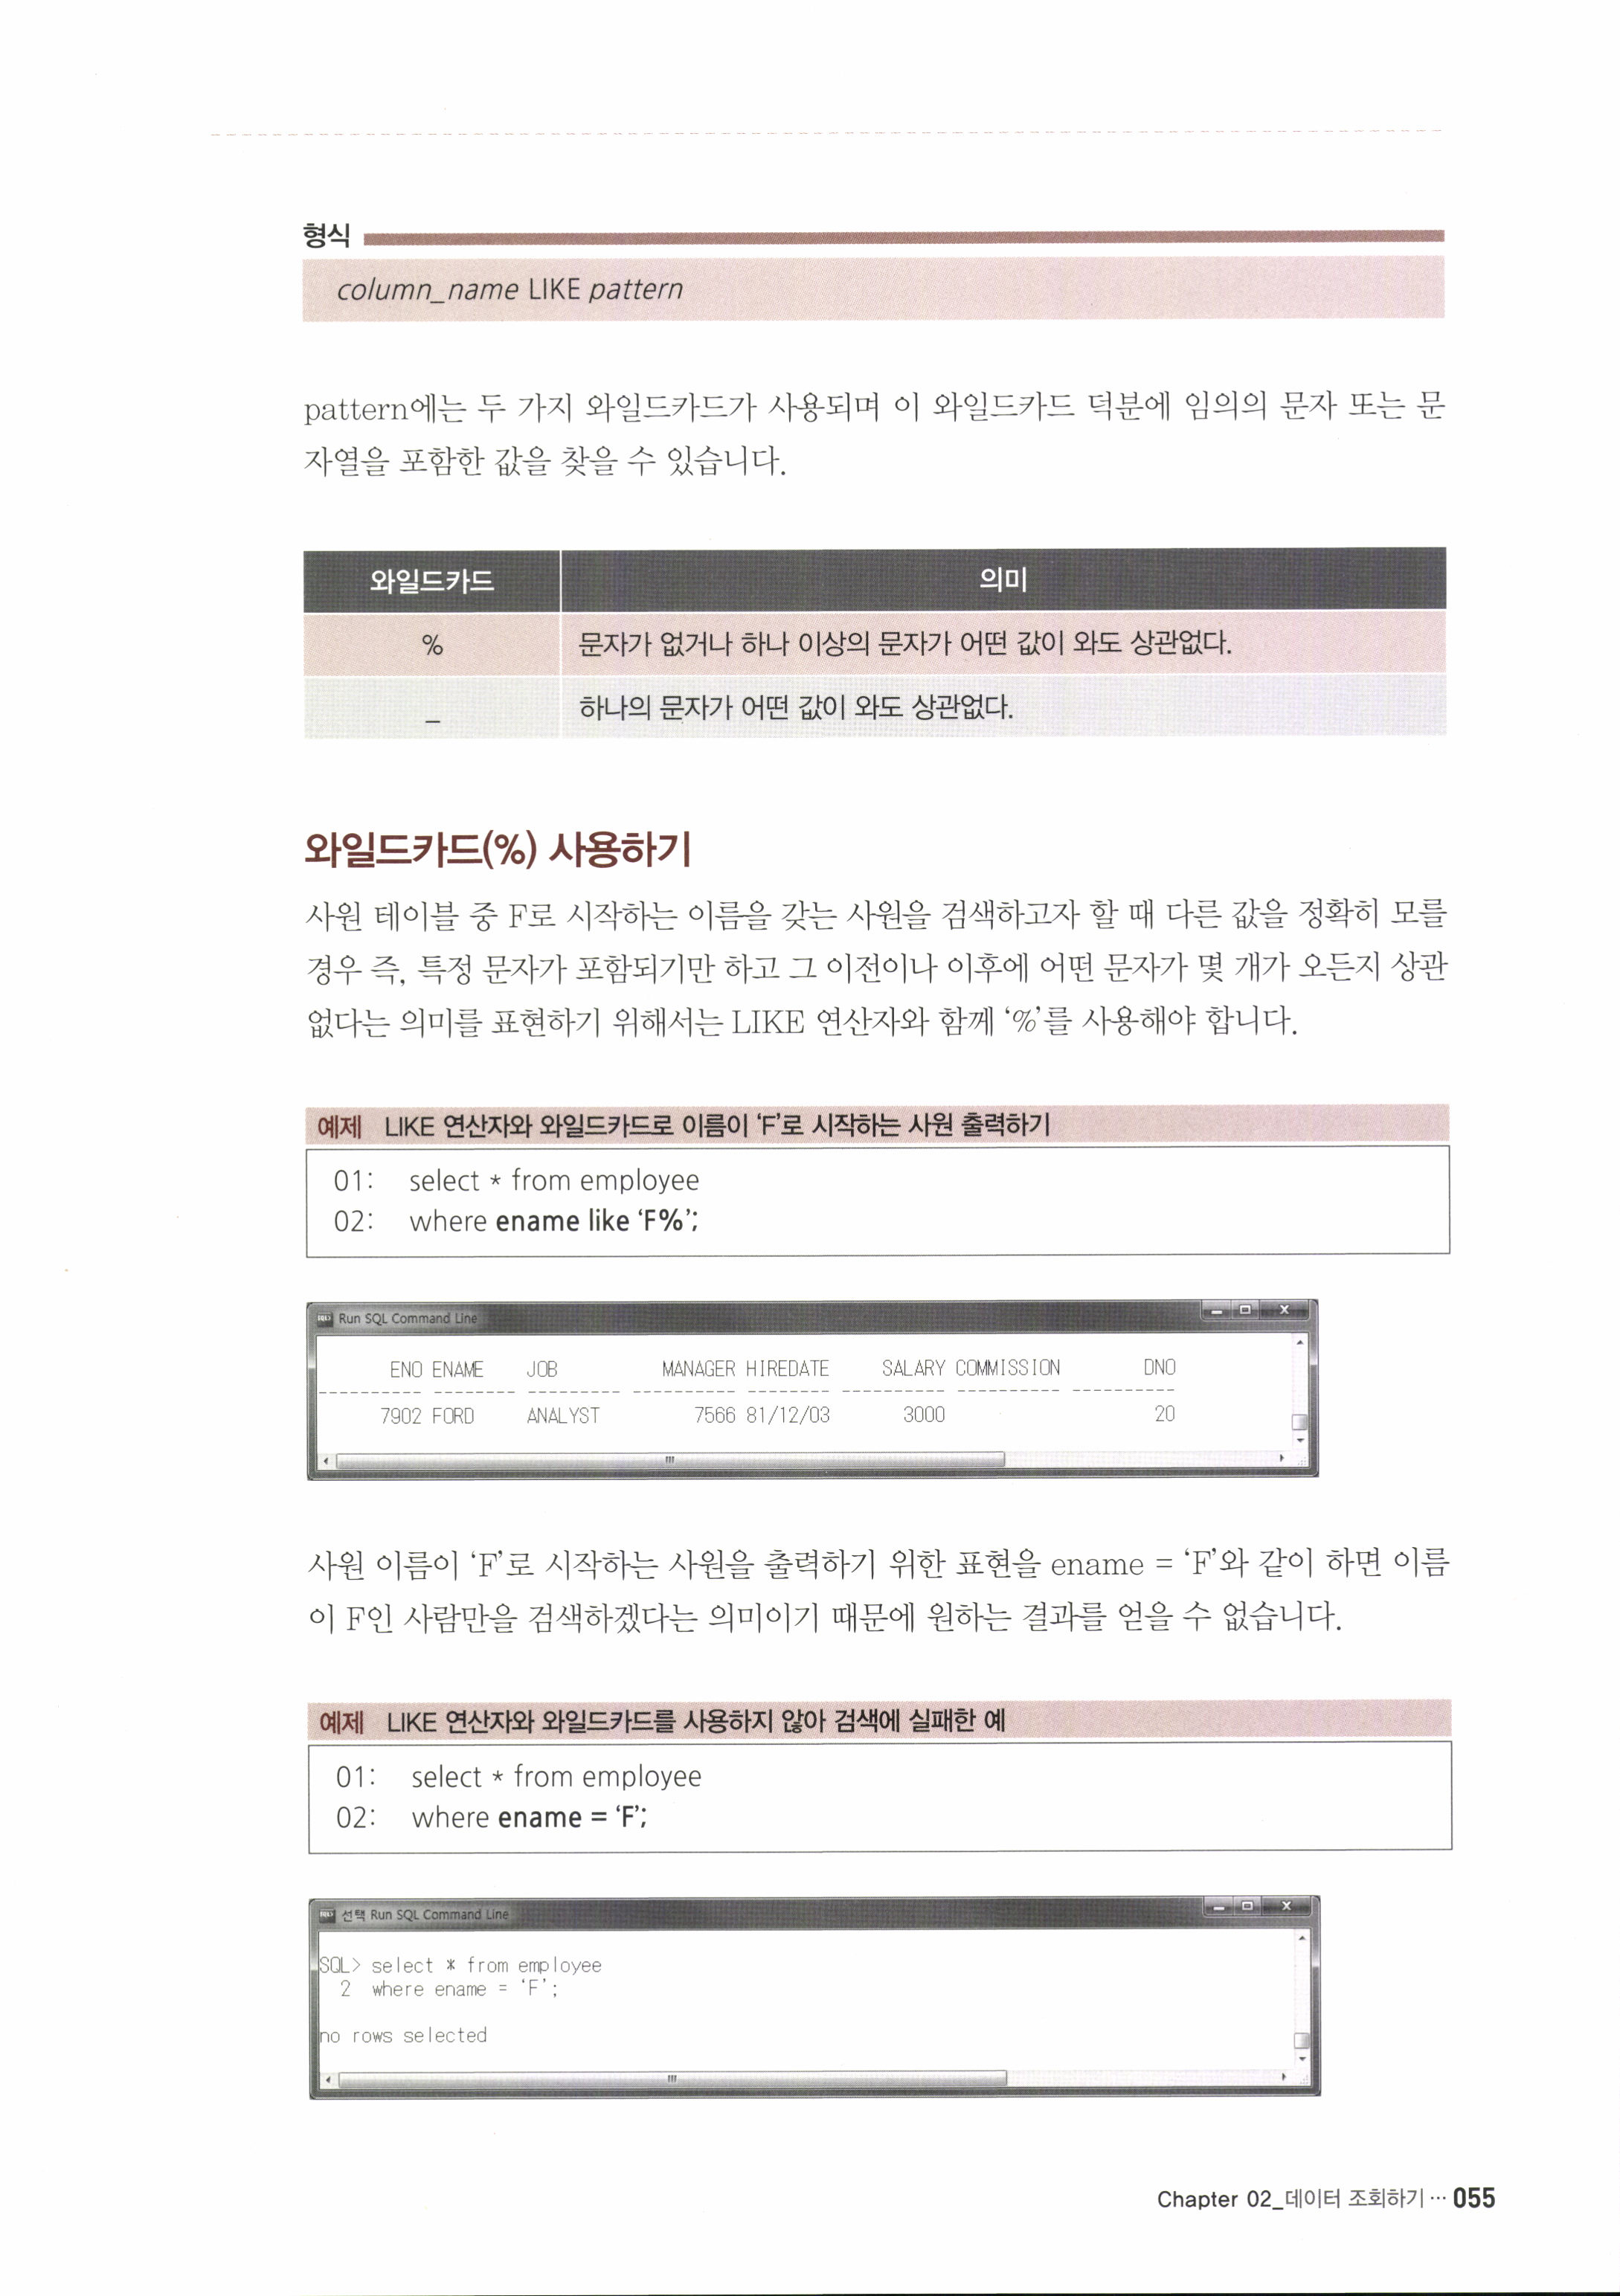 형식
column_name LIKE pattern
pattern에는 두 가지 와일드카드가 사용되며 이 와일드카드 덕분에 임의의 문자 또는 문
자열을 포함한 값을 찾을 수 있습니다.
와일드카드 의미
% 문자가 없거나 하나 이상의 문자가 어떤 값이 와도 상관없다.
_ 하나의 문자가 어떤 값이 와도 상관없다.
와일드카드(%) 사용하기
사원 테이블 중 F로 시작하는 이름을 갖는 사원을 검색하고자 할 때 다른 값을 정확히 모를
경우 즉, 특정 문자가 포함되기만 하고 그 이전이나 이후에 어떤 문자가 몇 개가 오든지 상관
없다는 의미를 표현하기 위해서는 LIKE 연산자와 함께 ‘%’를 사용해야 합니다.
예제 LIKE 연산자와 와일드카드로 이름이 ‘F’로 시작하는 사원 출력하기
01: select * from employee
02: where ename like ‘F%’;
Run SQL Command Line
ENO ENAME JOB MANAGER HIREDATE SALARY COMMISSION DNO
---------- ---------- ---------- ---------- -------- ---------- ---------- ----------
7902 FORD ANALYST 7566 81/12/03 3000 20
사원 이름이 ‘F’로 시작하는 사원을 출력하기 위한 표현을 ename = ‘F’와 같이 하면 이름
이 F인 사람만을 검색하겠다는 의미이기 때문에 원하는 결과를 얻을 수 없습니다.
예제 LIKE 연산자와 와일드카드를 사용하지 않아 검색에 실패한 예
01: select * from employee
02: where ename = ‘F’;
선택 Run SQL Command Line
SQL> select * from employee
2 where ename = ‘F’;
no rows selected
Chapter 02_데이터 조회하기 ··· 055